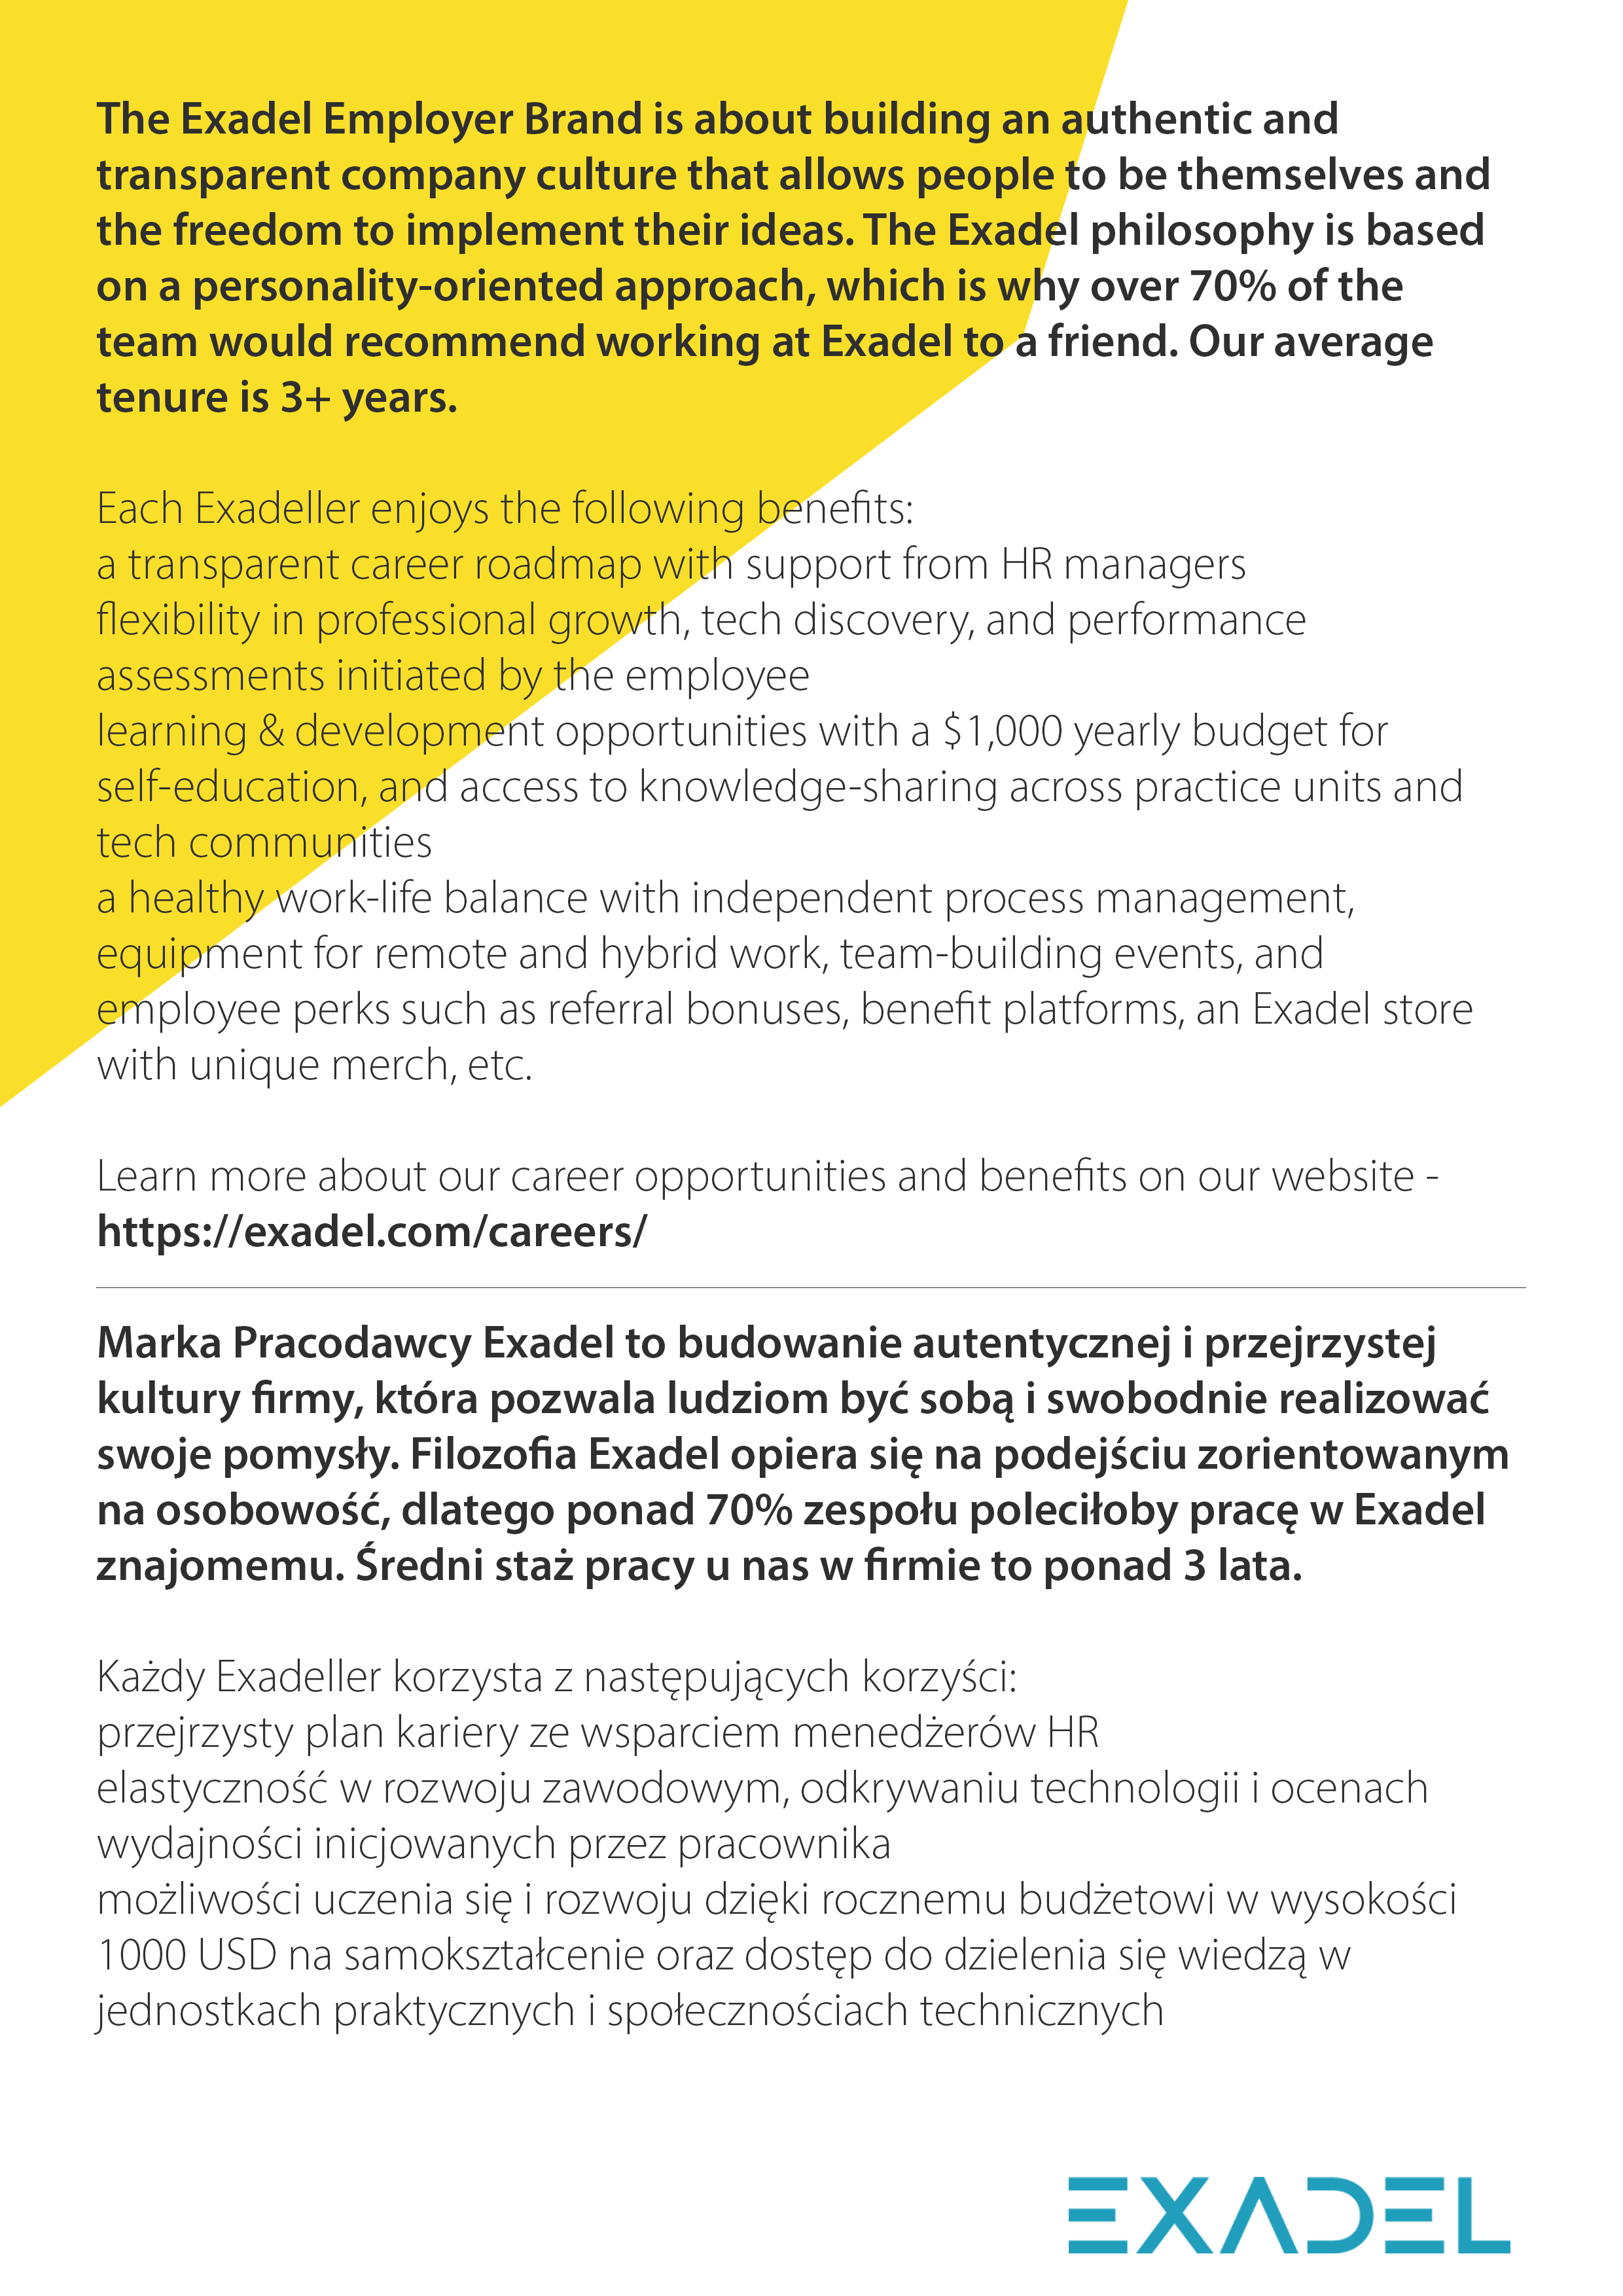 The Exadel Employer Brand is about building an authentic and
transparent company culture that allows people to be themselves and
the freedom to implement their ideas. The Exadel philosophy is based
on a personality-oriented approach, which is why over 70% of the
team would recommend working at Exadel to a friend. Our average
tenure is 3+ years.
Each Exadeller enjoys the following benefits:
a transparent career roadmap with support from HR managers
flexibility in professional growth, tech discovery, and performance
assessments initiated by the employee
learning & development opportunities with a $1,000 yearly budget for
self-education, and access to knowledge-sharing across practice units and
tech communities
a healthy work-life balance with independent process management,
equipment for remote and hybrid work, team-building events, and
employee perks such as referral bonuses, benefit platforms, an Exadel store
with unique merch, etc.
Learn more about our career opportunities and benefits on our website -
https://exadel.com/careers/
Marka Pracodawcy Exadel to budowanie autentycznej i przejrzystej
kultury firmy, która pozwala ludziom być sobą i swobodnie realizować
swoje pomysły. Filozofia Exadel opiera się na podejściu zorientowanym
na osobowość, dlatego ponad 70% zespołu poleciłoby pracę w Exadel
znajomemu. Średni staż pracy u nas w firmie to ponad 3 lata.
Każdy Exadeller korzysta z następujących korzyści:
przejrzysty plan kariery ze wsparciem menedżerów HR
elastyczność w rozwoju zawodowym, odkrywaniu technologii i ocenach
wydajności inicjowanych przez pracownika
możliwości uczenia się i rozwoju dzięki rocznemu budżetowi w wysokości
1000 USD na samokształcenie oraz dostęp do dzielenia się wiedzą w
jednostkach praktycznych i społecznościach technicznych
EXADEL